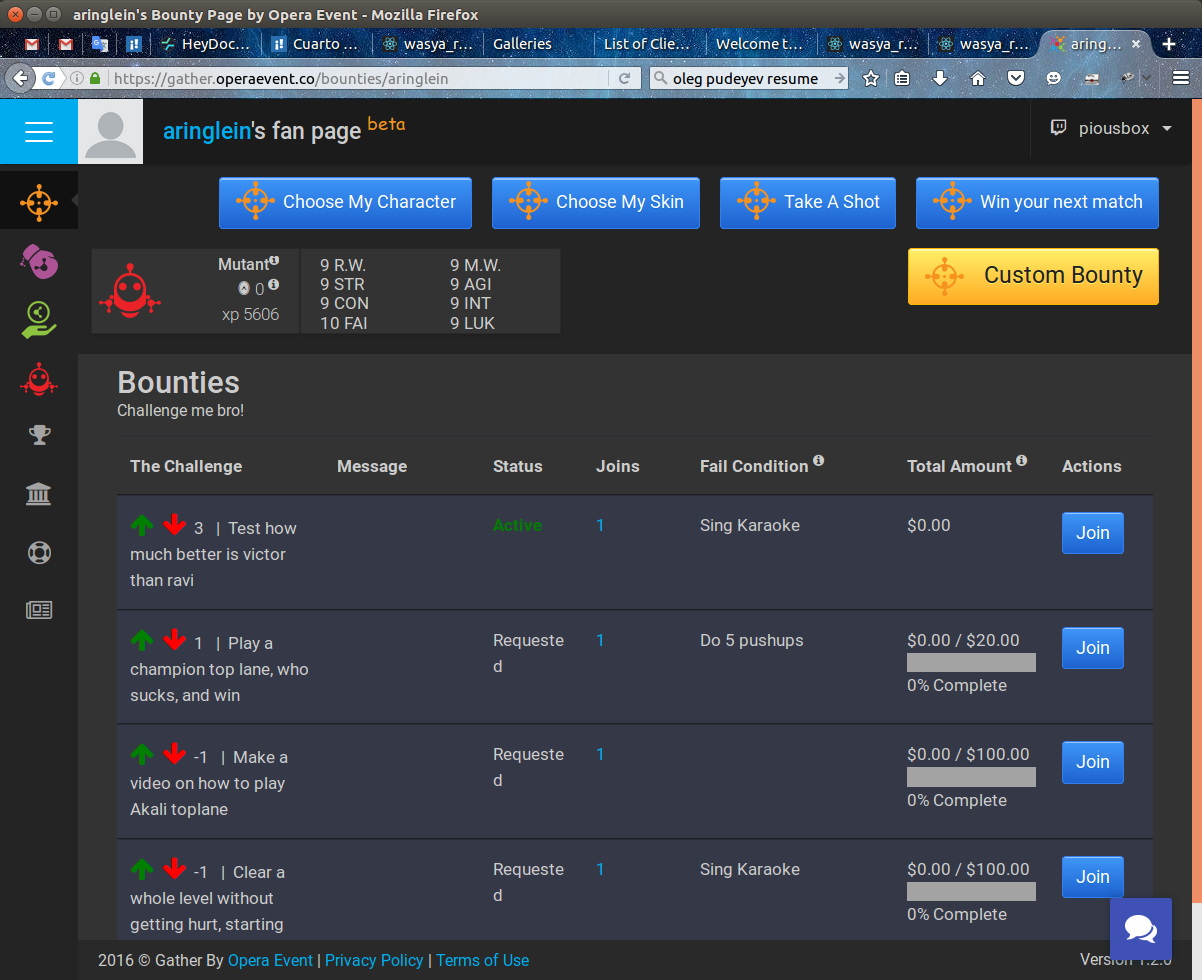 aringlein's Bounty Page by Opera Event - Mozilla Firefox
HeyDoc... Cuarto ... wasya_r... Galleries List of Clie... Welcome t... wasya_r... wasya_r... aring...
https://gather.operaevent.co/bounties/aringlein oleg pudeyev resume
aringlein's fan page beta piousbox
Choose My Character Choose My Skin Take A Shot Win your next match
Mutant 9 R.W. 9 M.W. Custom Bounty
0 9 STR 9 AGI
9 CON 9 INT
xp 5606 10 FAI 9 LUK
Bounties
Challenge me bro!
The Challenge Message Status Joins Fail Condition Total Amount Actions
3 | Test how Active 1 Sing Karaoke $0.00 Join
much better is victor
than ravi
1 | Play a Requeste 1 Do 5 pushups $0.00 / $20.00 Join
champion top lane, who d
sucks, and win 0% Complete
-1 | Make a Requeste 1 $0.00 / $100.00 Join
video on how to play d
Akali toplane 0% Complete
-1 | Clear a Requeste 1 Sing Karaoke $0.00 / $100.00 Join
whole level without d
getting hurt, starting 0% Complete
2016 © Gather By Opera Event | Privacy Policy | Terms of Use